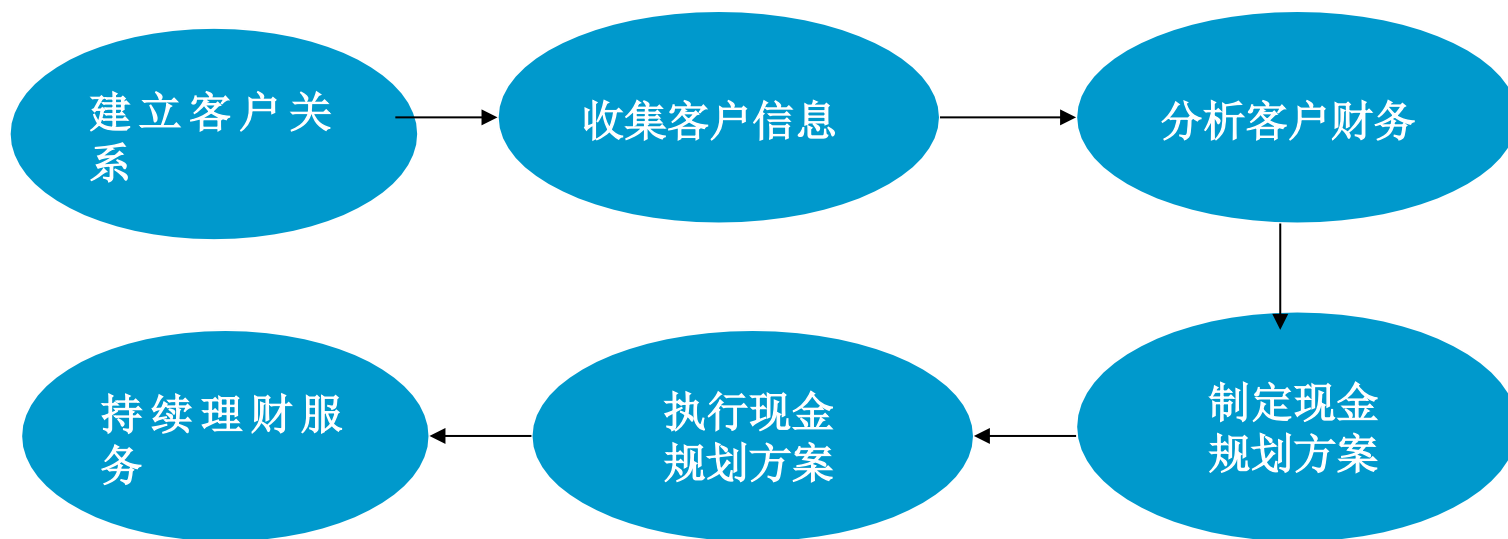 建立客户关
系
收集客户信息
分析客户财务
制定现金
规划方案
执行现金
规划方案
持续理财服
务